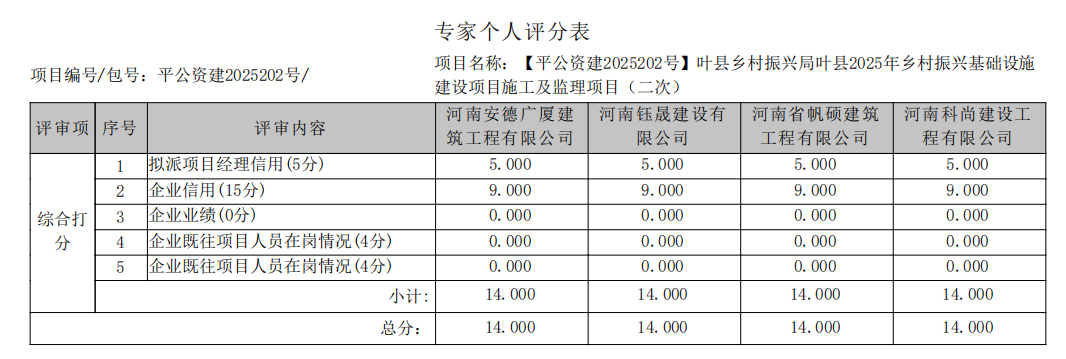 专家个人评分表
项目编号/包号：平公资建2025202号/
项目名称：【平公资建2025202号】叶县乡村振兴局叶县2025年乡村振兴基础设施
建设项目施工及监理项目（二次）
评审项 序号 评审内容 河南安德广厦建筑工程有限公司 河南钰晟建设有限公司 河南省帆硕建筑工程有限公司 河南科尚建设工程有限公司
综合打分
1 拟派项目经理信用(5分) 5.000 5.000 5.000 5.000
2 企业信用(15分) 9.000 9.000 9.000 9.000
3 企业业绩(0分) 0.000 0.000 0.000 0.000
4 企业既往项目人员在岗情况(4分) 0.000 0.000 0.000 0.000
5 企业既往项目人员在岗情况(4分) 0.000 0.000 0.000 0.000
小计: 14.000 14.000 14.000 14.000
总分: 14.000 14.000 14.000 14.000